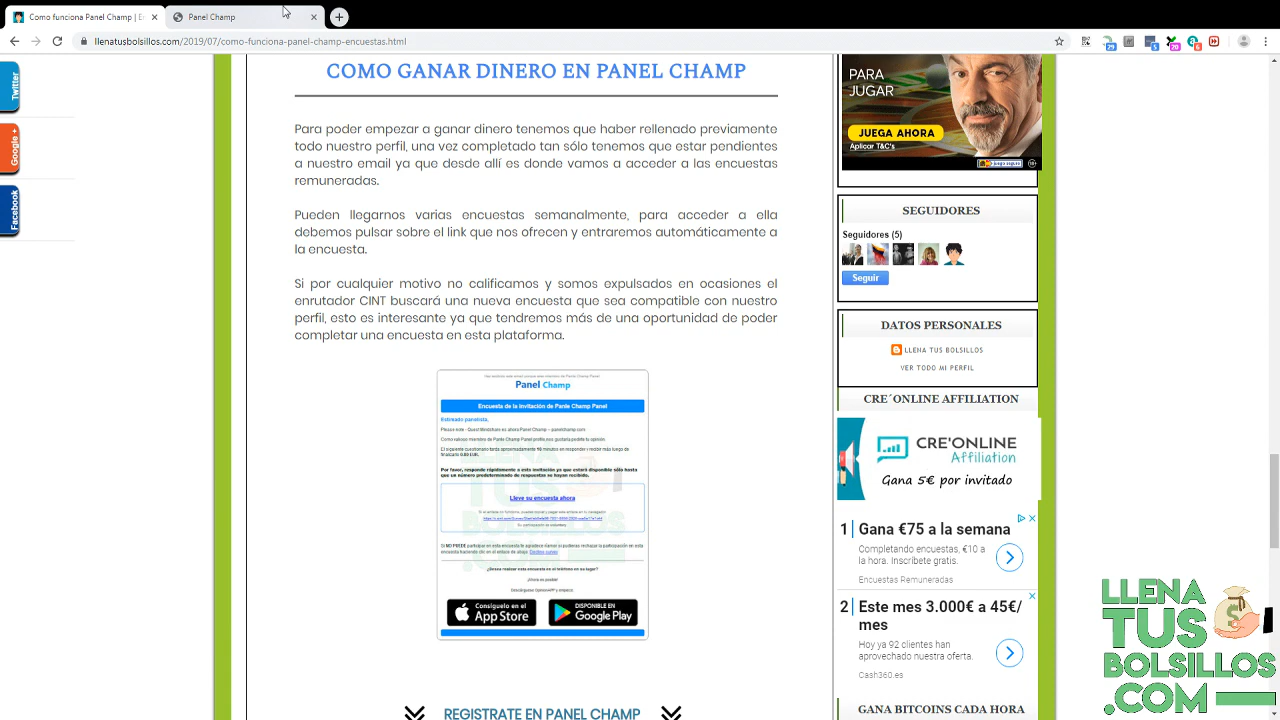 Como funciona Panel Champ | E
Panel Champ
llenatusbolsillos.com/2019/07/como-funciona-panel-champ-encuestas.html
Twitter
Google +
Facebook
COMO GANAR DINERO EN PANEL CHAMP
Para poder empezar a ganar dinero tenemos que haber rellenado previamente
todo nuestro perfil, una vez completado tan sólo tenemos que estar pendientes
a nuestro email ya que desde allí es donde vamos a acceder a las encuestas
remuneradas.
Pueden llegarnos varias encuestas semanalmente, para acceder a ella
debemos pulsar sobre el link que nos ofrecen y entraremos automáticamente a
la encuesta.
Si por cualquier motivo no calificamos y somos expulsados en ocasiones el
enrutador CINT buscará una nueva encuesta que sea compatible con nuestro
perfil, esto es interesante ya que tendremos más de una oportunidad de poder
completar una encuesta en esta plataforma.
Panel Champ
Encuesta de la invitación de Panle Champ Panel
Estimado panelista,
Lleve su encuesta ahora
¡Ahora es posible!
Consíguelo en el
App Store
DISPONIBLE EN
Google Play
REGISTRATE EN PANEL CHAMP
PARA
JUGAR
JUEGA AHORA
Aplicar T&C's
juego seguro
SEGUIDORES
Seguidores (5)
Seguir
DATOS PERSONALES
LLENA TUS BOLSILLOS
VER TODO MI PERFIL
CRE´ONLINE AFFILIATION
CRE'ONLINE
Affiliation
Gana 5€ por invitado
1 Gana €75 a la semana
Completando encuestas, €10 a
la hora. Inscríbete gratis.
Encuestas Remuneradas
2 Este mes 3.000€ a 45€/
mes
Hoy ya 92 clientes han
aprovechado nuestra oferta.
Cash360.es
GANA BITCOINS CADA HORA
LLENA
TUS
BOLSILLOS
.COM